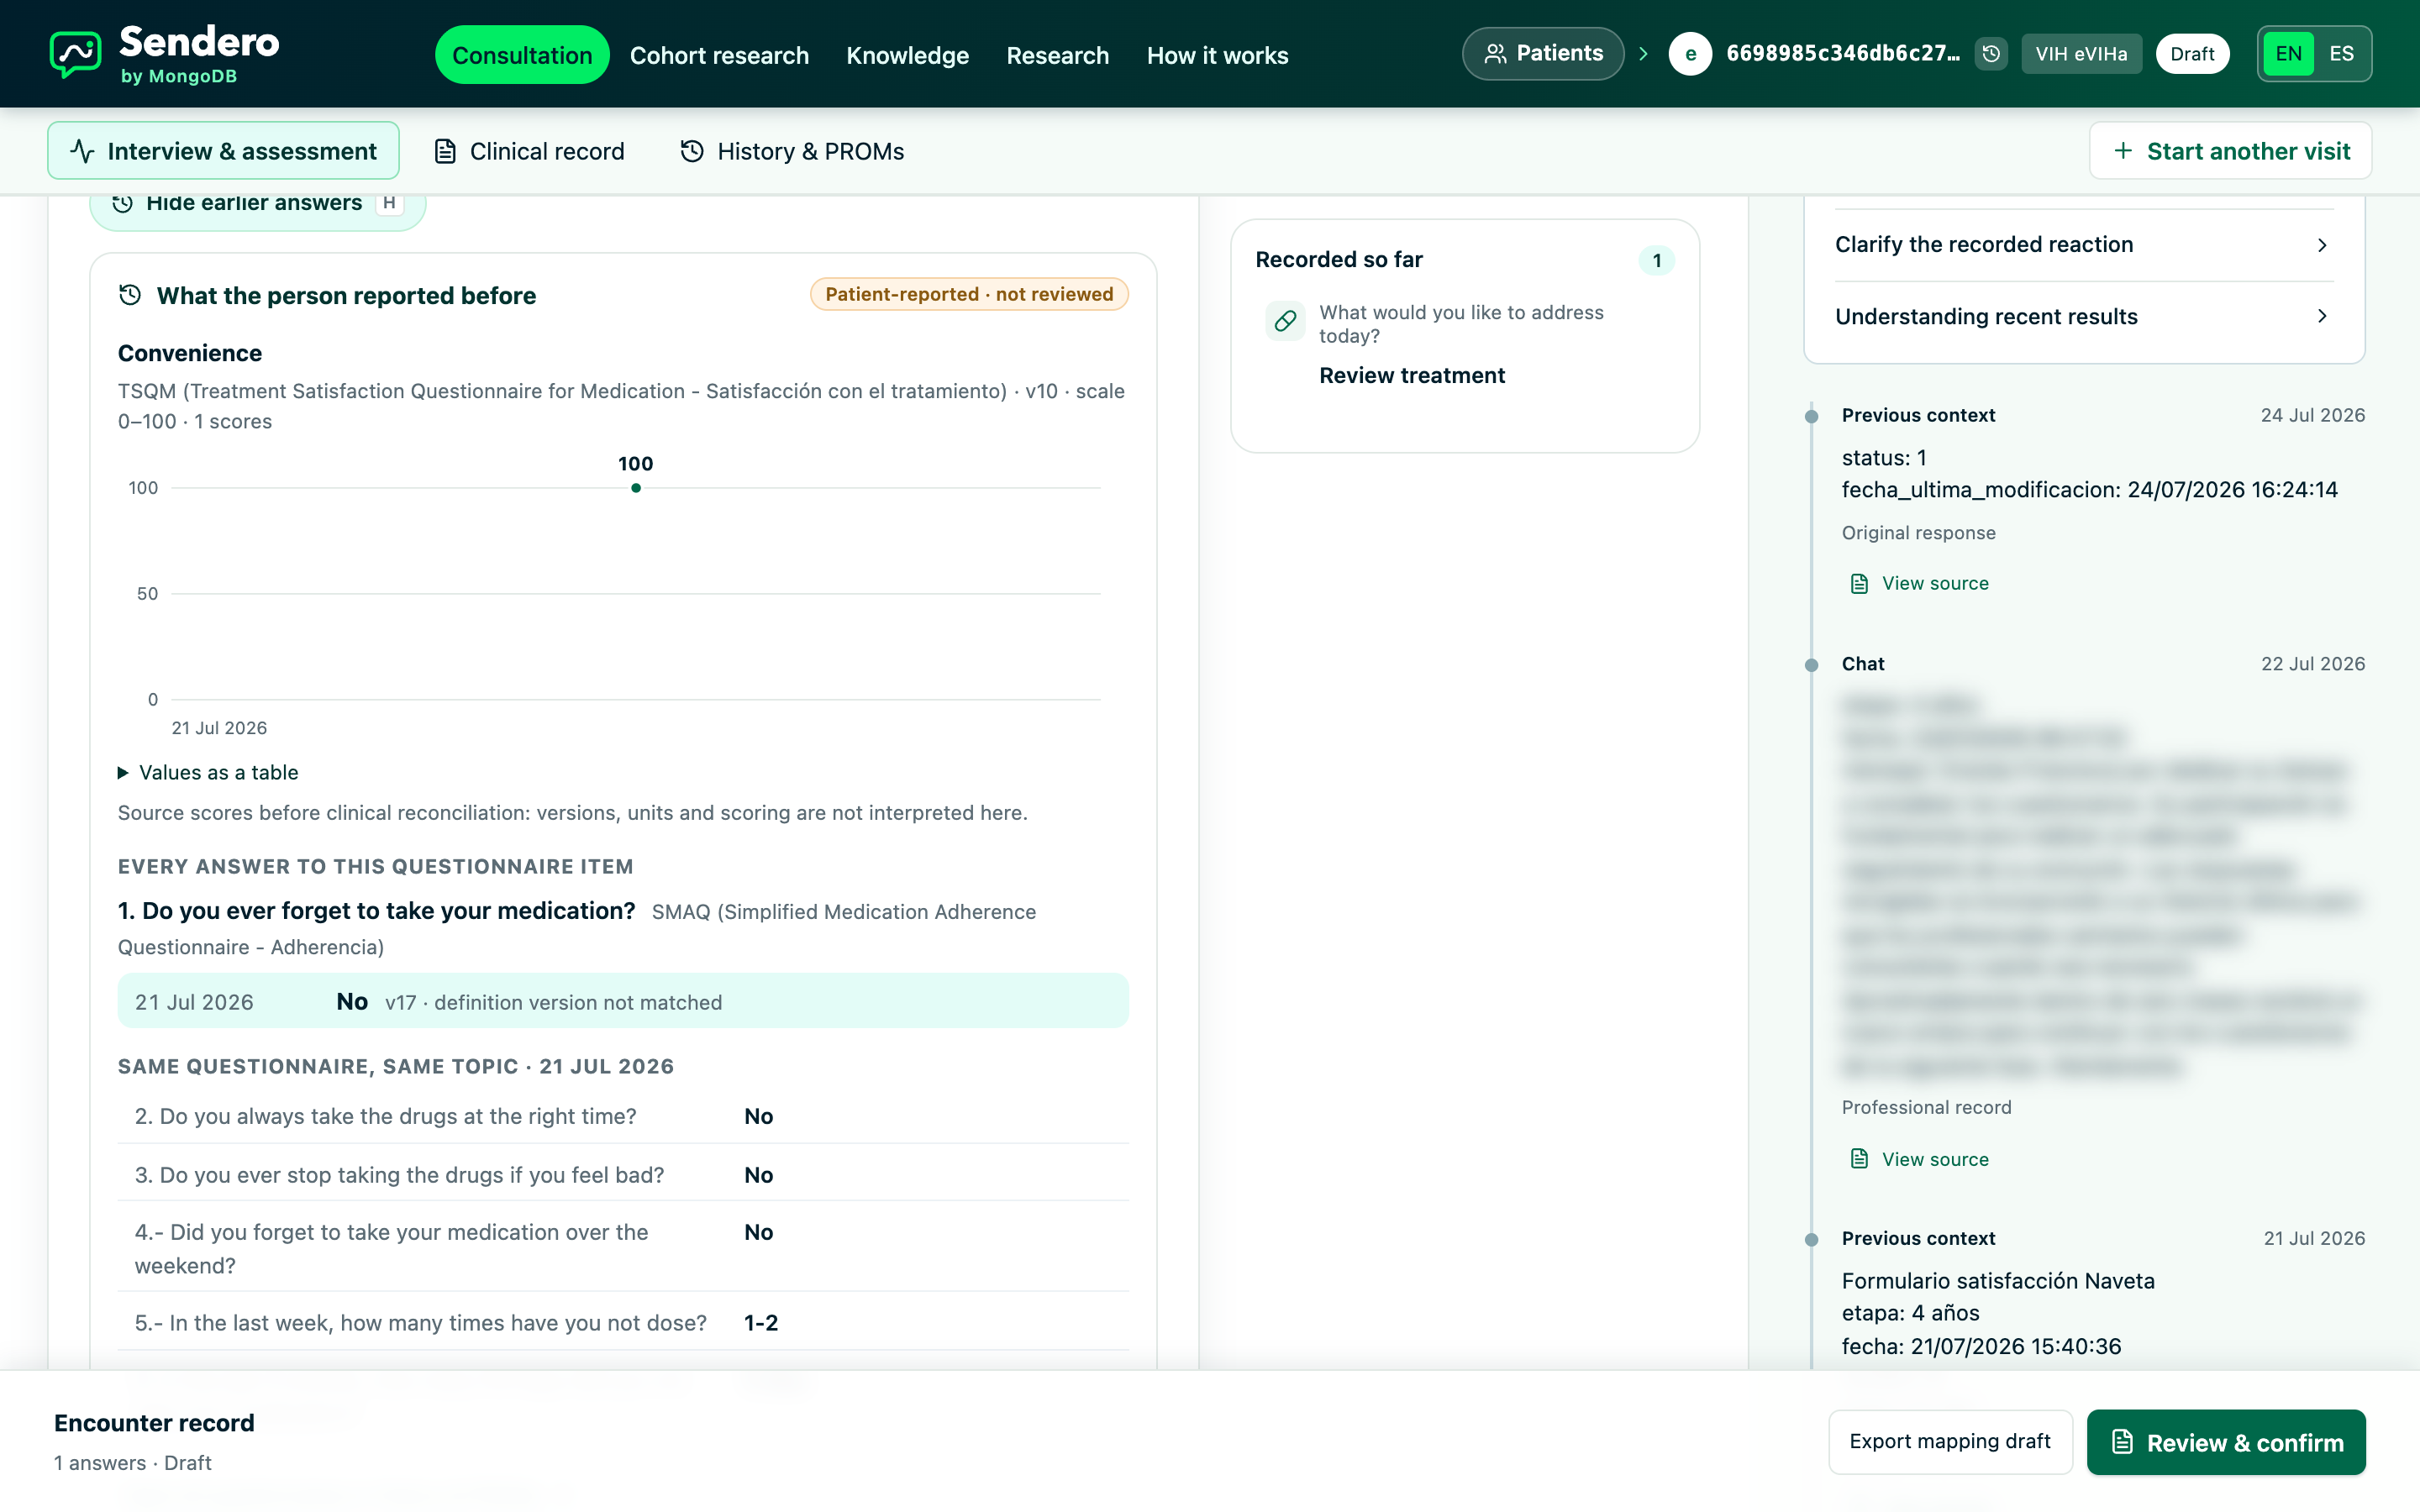 Sendero
by MongoDB
Consultation
Cohort research
Knowledge
Research
How it works
Patients
e
6698985c346db6c27…
VIH eVIHa
Draft
EN
ES
Interview & assessment
Clinical record
History & PROMs
Start another visit
Hide earlier answers H
What the person reported before
Patient-reported · not reviewed
Convenience
TSQM (Treatment Satisfaction Questionnaire for Medication - Satisfacción con el tratamiento) · v10 · scale
0–100 · 1 scores
100
100
50
0
21 Jul 2026
Values as a table
Source scores before clinical reconciliation: versions, units and scoring are not interpreted here.
EVERY ANSWER TO THIS QUESTIONNAIRE ITEM
1. Do you ever forget to take your medication? SMAQ (Simplified Medication Adherence
Questionnaire - Adherencia)
21 Jul 2026 No v17 · definition version not matched
SAME QUESTIONNAIRE, SAME TOPIC · 21 JUL 2026
2. Do you always take the drugs at the right time? No
3. Do you ever stop taking the drugs if you feel bad? No
4.- Did you forget to take your medication over the No
weekend?
5.- In the last week, how many times have you not dose? 1-2
Recorded so far 1
What would you like to address
today?
Review treatment
Clarify the recorded reaction
Understanding recent results
Previous context 24 Jul 2026
status: 1
fecha_ultima_modificacion: 24/07/2026 16:24:14
Original response
View source
Chat 22 Jul 2026
Professional record
View source
Previous context 21 Jul 2026
Formulario satisfacción Naveta
etapa: 4 años
fecha: 21/07/2026 15:40:36
Encounter record
1 answers · Draft
Export mapping draft
Review & confirm